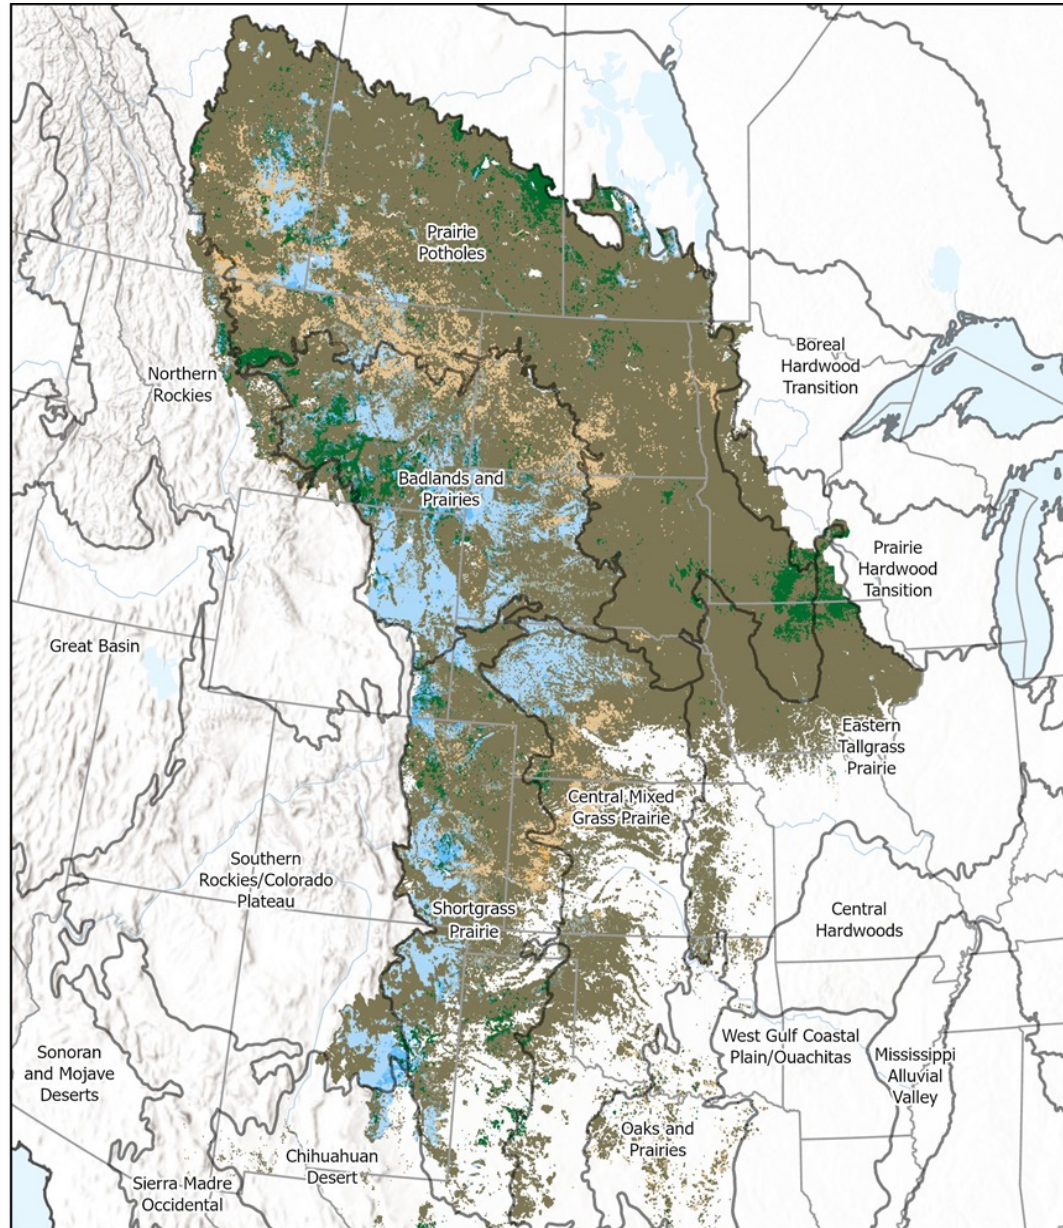 Prairie
Potholes
Boreal
Hardwood
Transition
Northern
Rockies
Badlands and
Prairies
Prairie
Hardwood
Tansition
Great Basin
Eastern
Tallgrass
Prairie
Central Mixed
Grass Prairie
Southern
Rockies/Colorado
Plateau
Shortgrass
Prairie
Central
Hardwoods
West Gulf Coastal
Plain/Ouachitas
Mississippi
Alluvial
Valley
Sonoran
and Mojave
Deserts
Oaks and
Prairies
Chihuahuan
Desert
Sierra Madre
Occidental